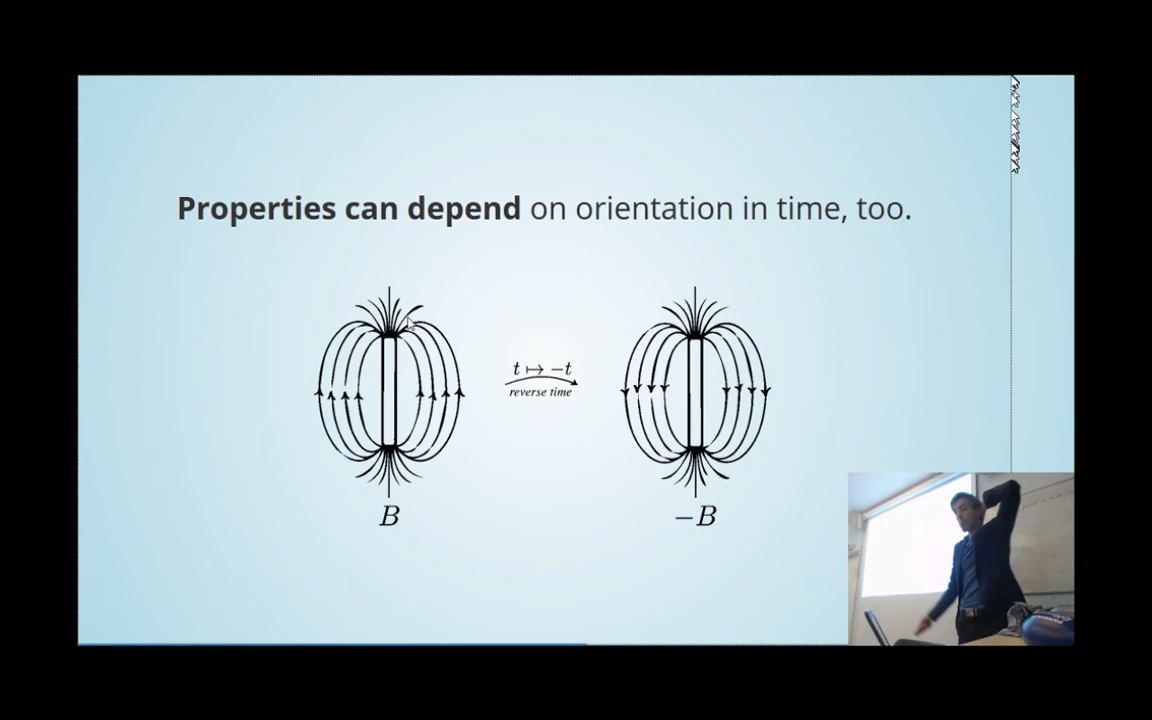 Properties can depend on orientation in time, too.
t ↦ −t
reverse time
B
−B